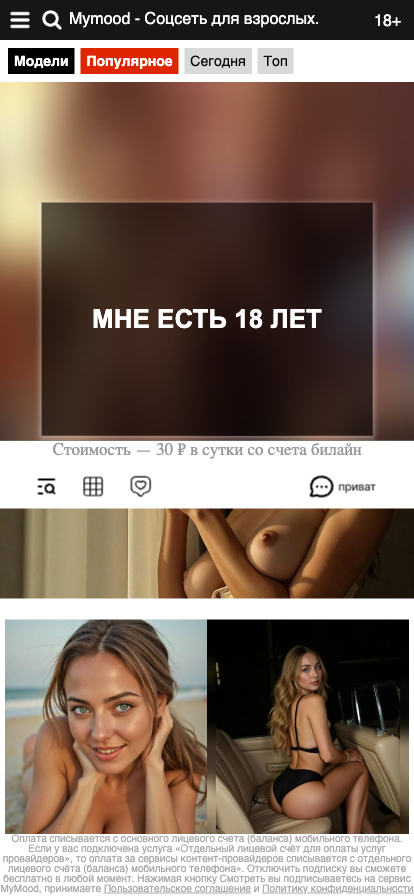 Mymood - Соцсеть для взрослых.
18+
Модели Популярное Сегодня Топ
МНЕ ЕСТЬ 18 ЛЕТ
Стоимость — 30 ₽ в сутки со счета билайн
приват
Оплата списывается с основного лицевого счета (баланса) мобильного телефона.
Если у вас подключена услуга «Отдельный лицевой счёт для оплаты услуг
провайдеров», то оплата за сервисы контент-провайдеров списывается с отдельного
лицевого счёта (баланса) мобильного телефона». Отключить подписку вы сможете
бесплатно в любой момент. Нажимая кнопку Смотреть вы подписываетесь на сервис
MyMood, принимаете Пользовательское соглашение и Политику конфиденциальности